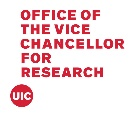 OFFICE OF
THE VICE
CHANCELLOR
FOR
RESEARCH
UIC